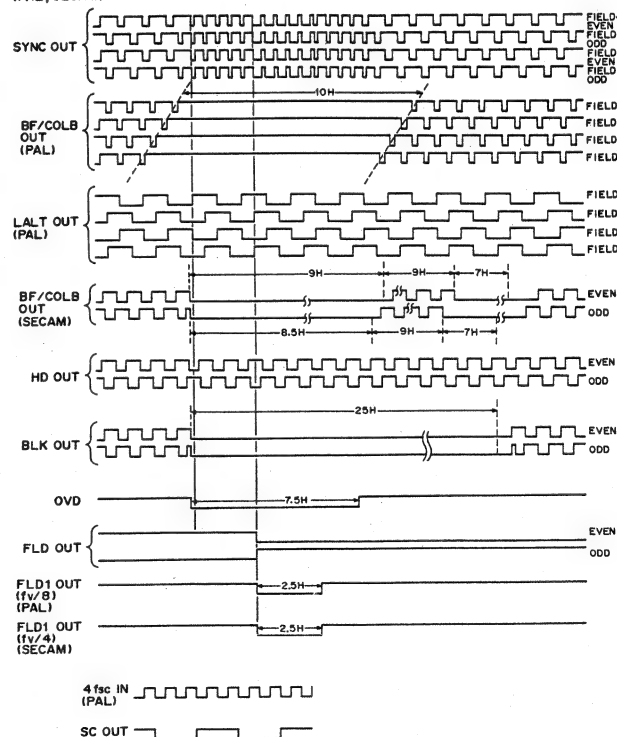 SYNC OUT
FIELD
EVEN
FIELD
ODD
FIELD
EVEN
FIELD
ODD
10H
BF/COLB
OUT
(PAL)
FIELD
FIELD
FIELD
FIELD
LALT OUT
(PAL)
FIELD
FIELD
FIELD
FIELD
9H
9H
7H
BF/COLB
OUT
(SECAM)
EVEN
ODD
8.5H
9H
7H
HD OUT
EVEN
ODD
25H
BLK OUT
EVEN
ODD
OVD
7.5H
FLD OUT
EVEN
ODD
FLD1 OUT
(fv/8)
(PAL)
2.5H
FLD1 OUT
(fv/4)
(SECAM)
2.5H
4fsc IN
(PAL)
SC OUT